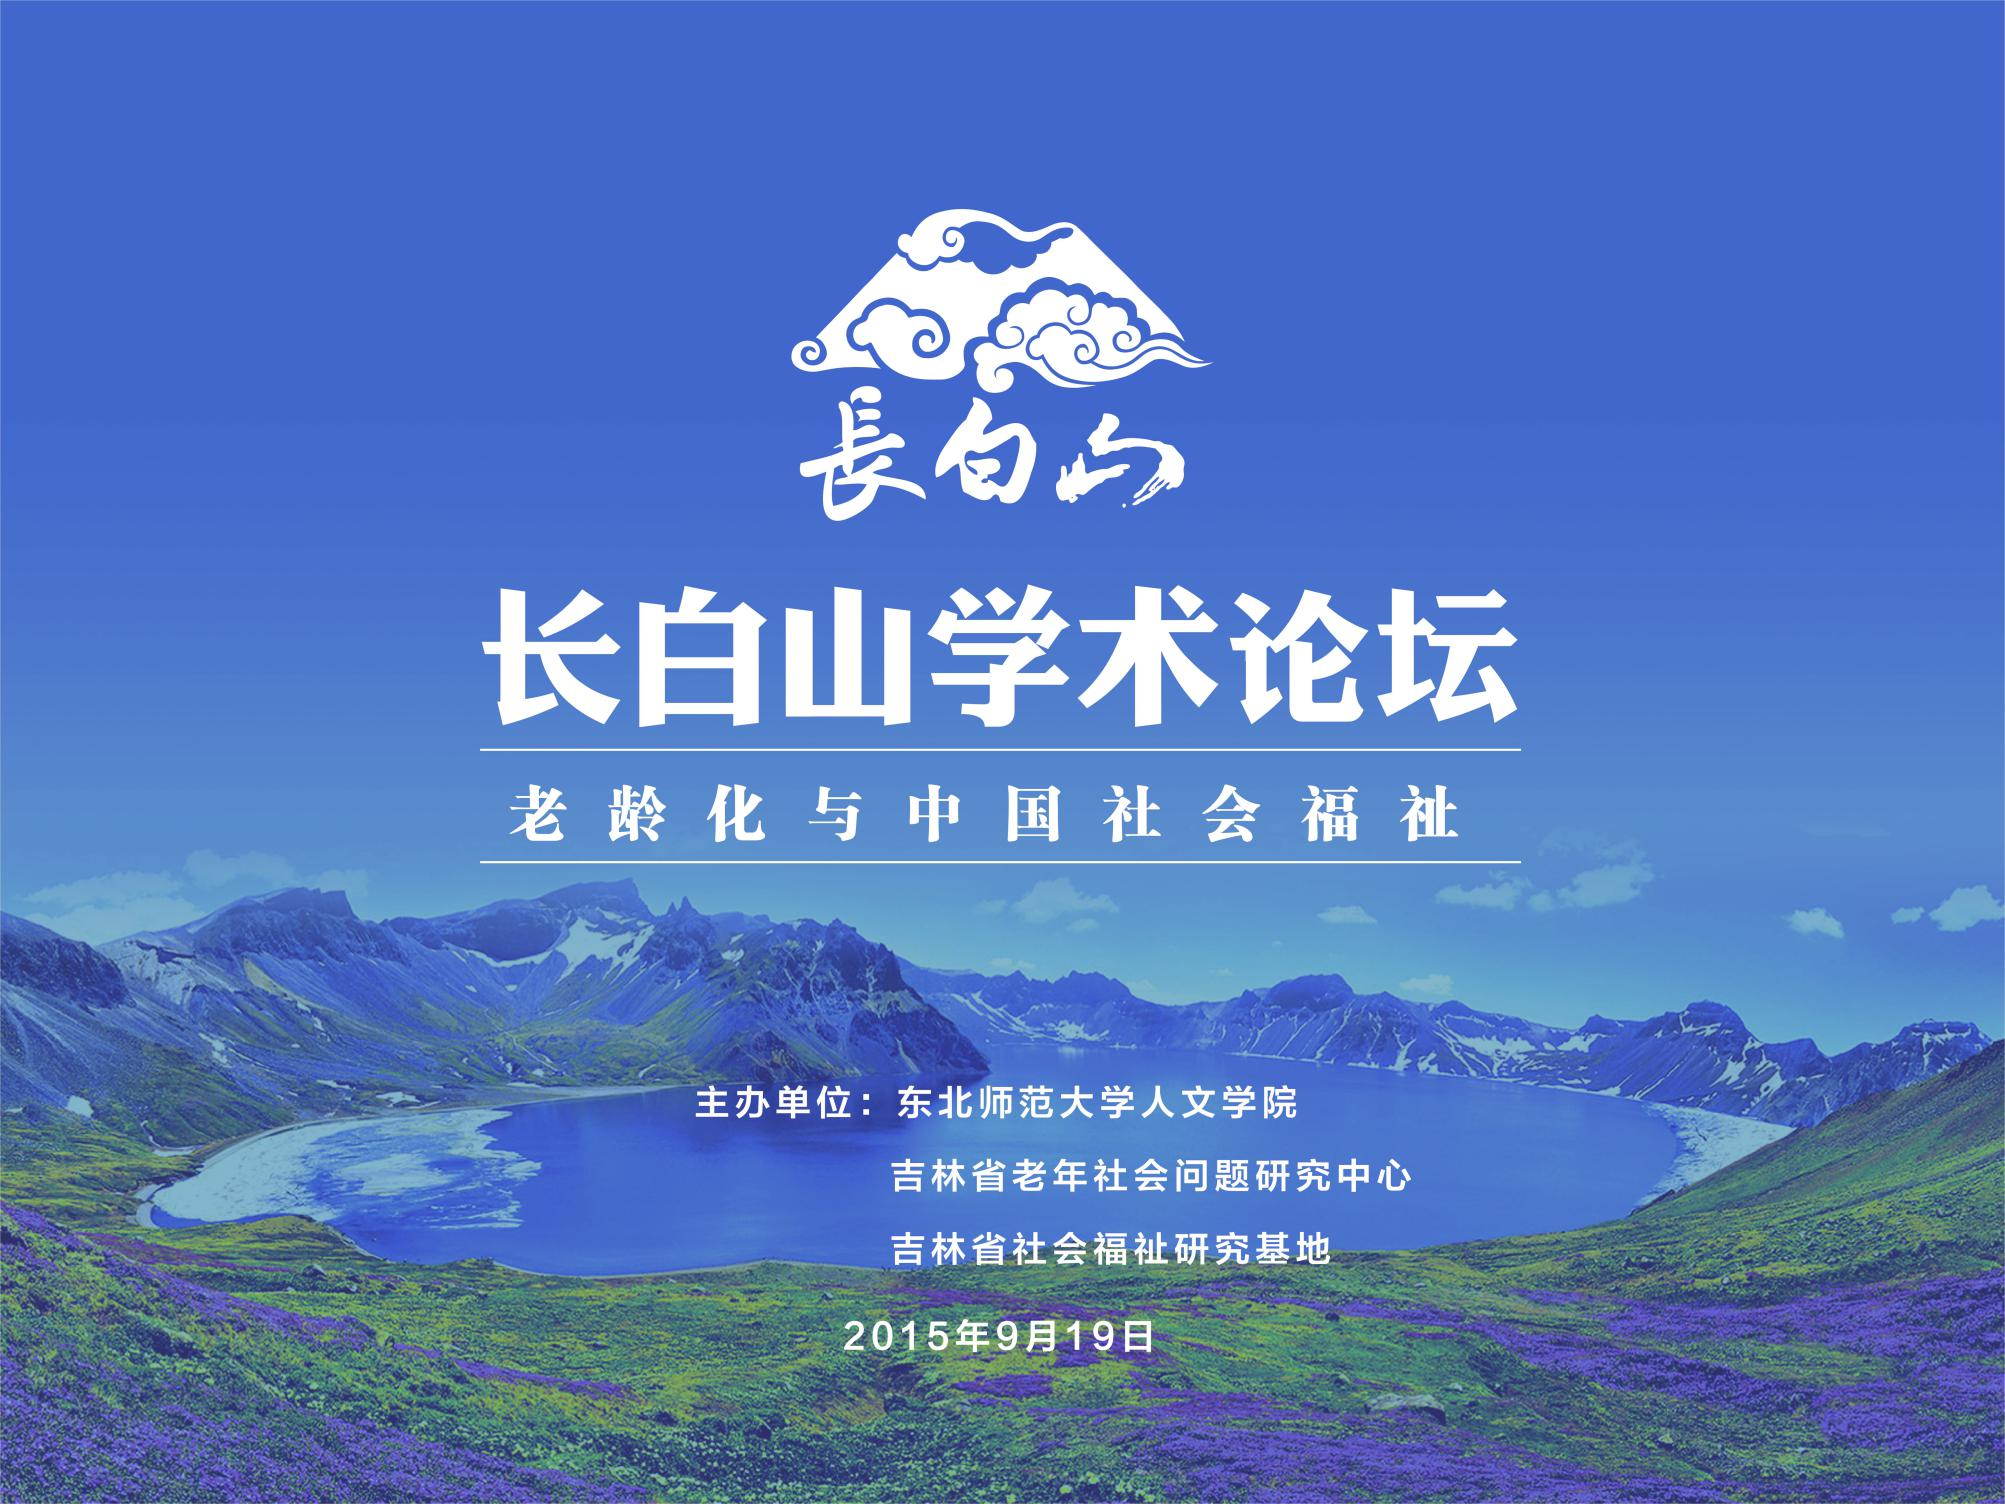 長白山
长白山学术论坛
老龄化与中国社会福祉
主办单位：东北师范大学人文学院
吉林省老年社会问题研究中心
吉林省社会福祉研究基地
2015年9月19日